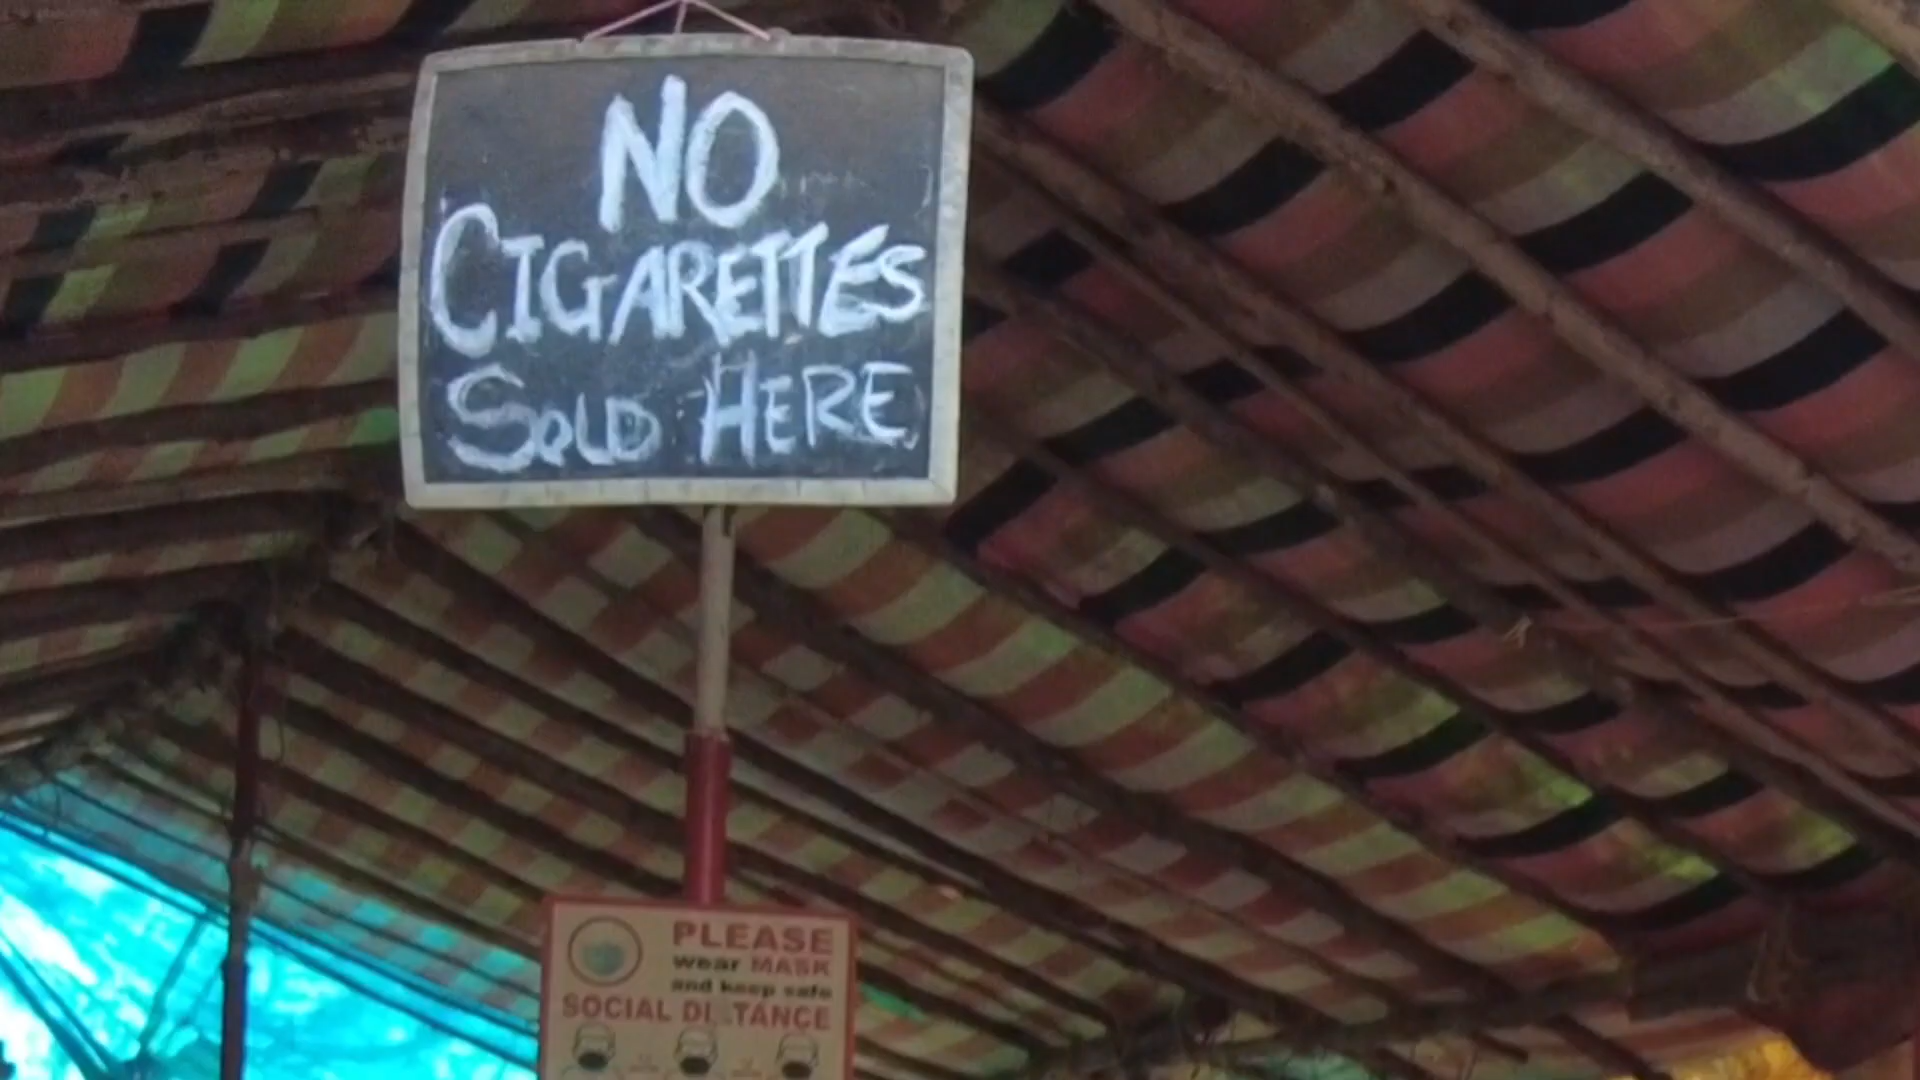 NO
CIGARETTES
SOLD HERE
PLEASE
wear MASK
and keep safe
SOCIAL DISTANCE